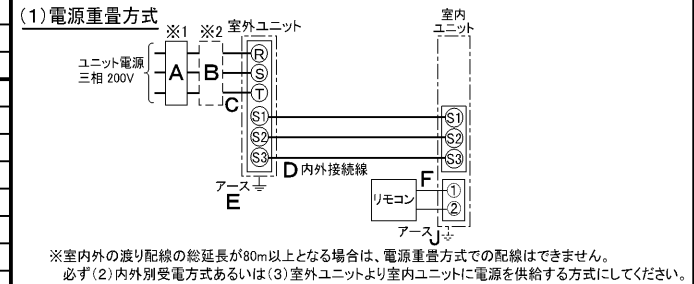 (1)電源重畳方式
※1 ※2 室外ユニット 室内ユニット
ユニット電源
三相 200V
A B C
R
S
T
S1
S2
S3
S1
S2
S3
D 内外接続線
アース
E
リモコン
F
①
②
アース J
※室内外の渡り配線の総延長が80m以上となる場合は、電源重畳方式での配線はできません。
必ず(2)内外別受電方式あるいは(3)室外ユニットより室内ユニットに電源を供給する方式にしてください。